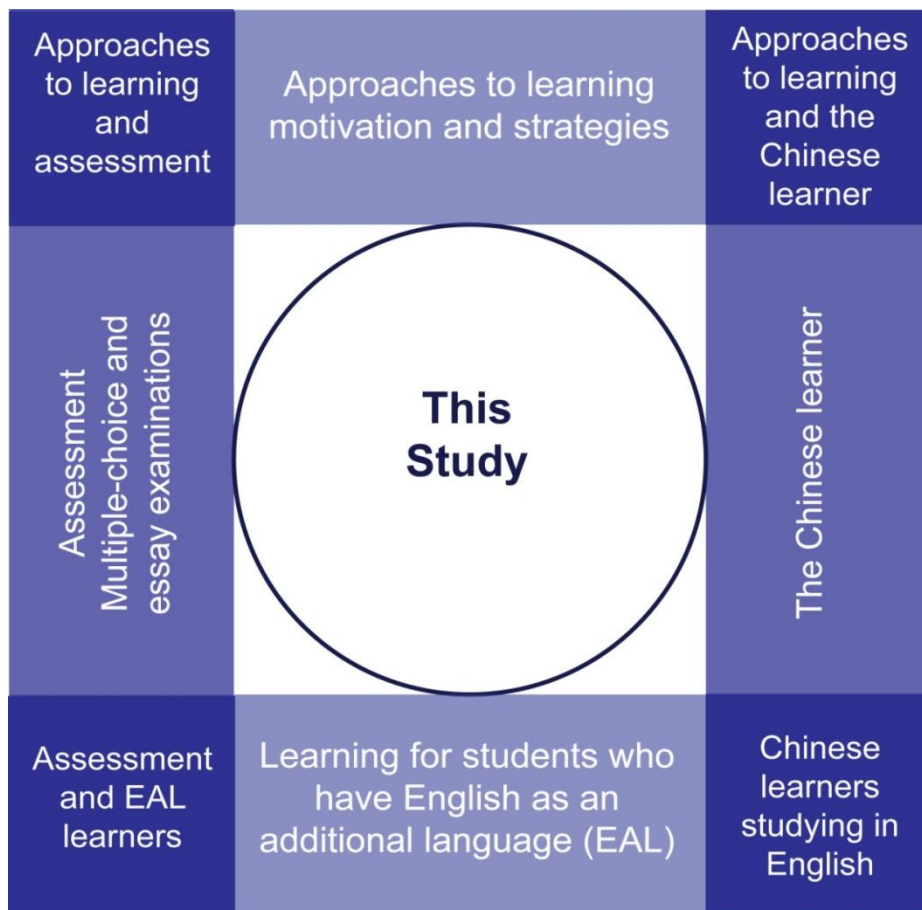 Approaches
to learning
and
assessment
Approaches to learning
motivation and strategies
Approaches
to learning
and the
Chinese
learner
Assessment
Multiple-choice and
essay examinations
This
Study
The Chinese learner
Assessment
and EAL
learners
Learning for students who
have English as an
additional language (EAL)
Chinese
learners
studying in
English